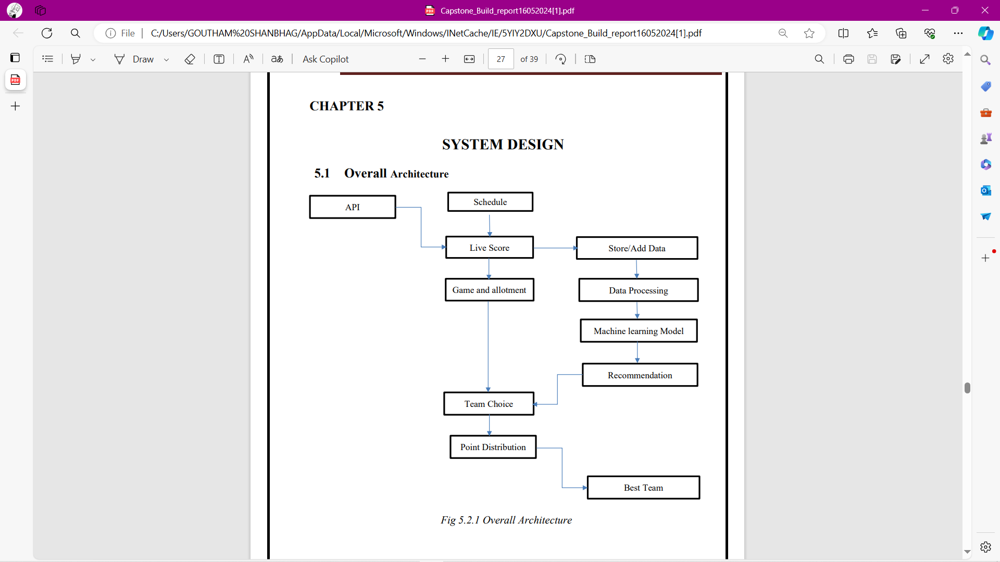 Capstone_Build_report16052024[1].pdf
File
C:/Users/GOUTHAM%20SHANBHAG/AppData/Local/Microsoft/Windows/INetCache/IE/5YIY2DXU/Capstone_Build_report16052024[1].pdf
Draw
T
A
aあ
Ask Copilot
27
of 39
PDF
CHAPTER 5
SYSTEM DESIGN
5.1 Overall Architecture
API
Schedule
Live Score
Store/Add Data
Game and allotment
Data Processing
Machine learning Model
Recommendation
Team Choice
Point Distribution
Best Team
Fig 5.2.1 Overall Architecture